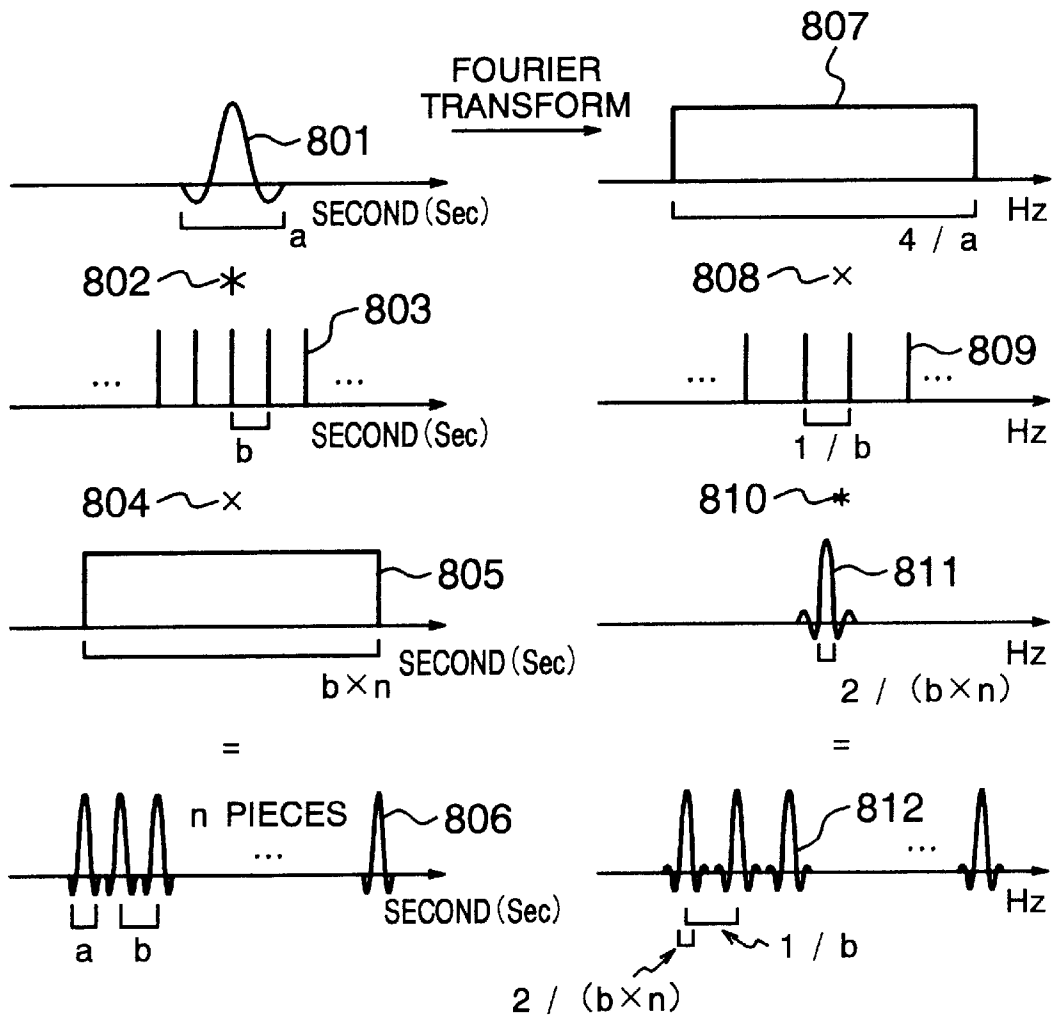 807
FOURIER
TRANSFORM
801
SECOND (Sec)
a
Hz
4 / a
802 *
808 ×
803
809
... ...
... ...
b
SECOND (Sec)
1 / b
Hz
804 ×
810 *
805
811
SECOND (Sec)
b×n
Hz
2 / (b×n)
=
=
n PIECES
806
812
...
...
SECOND (Sec)
Hz
a
b
1 / b
2 / (b×n)